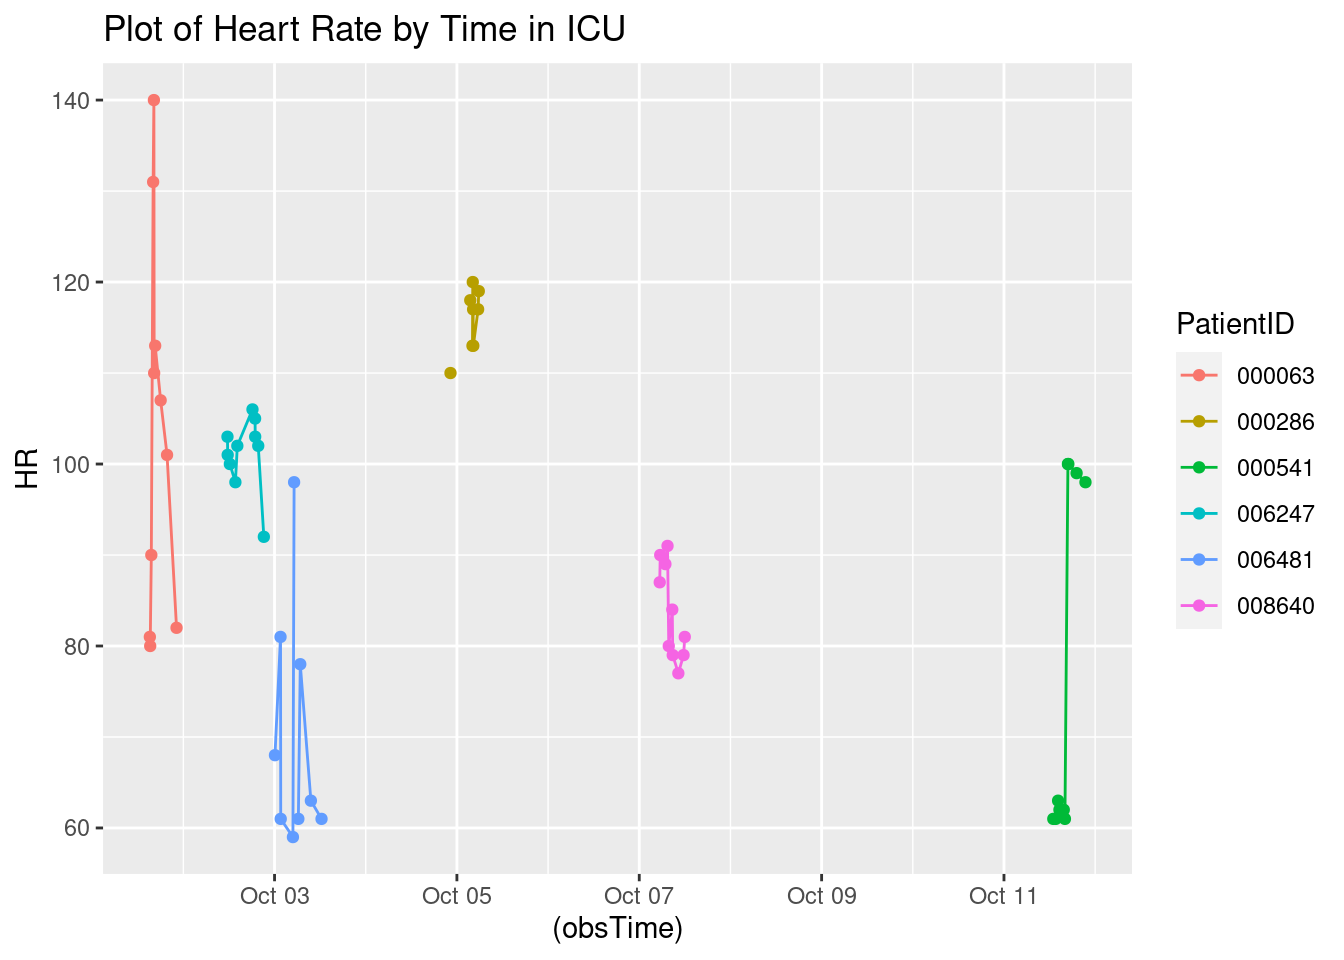 Plot of Heart Rate by Time in ICU
140
120
100
80
60
HR
Oct 03 Oct 05 Oct 07 Oct 09 Oct 11
(obsTime)
PatientID
000063
000286
000541
006247
006481
008640